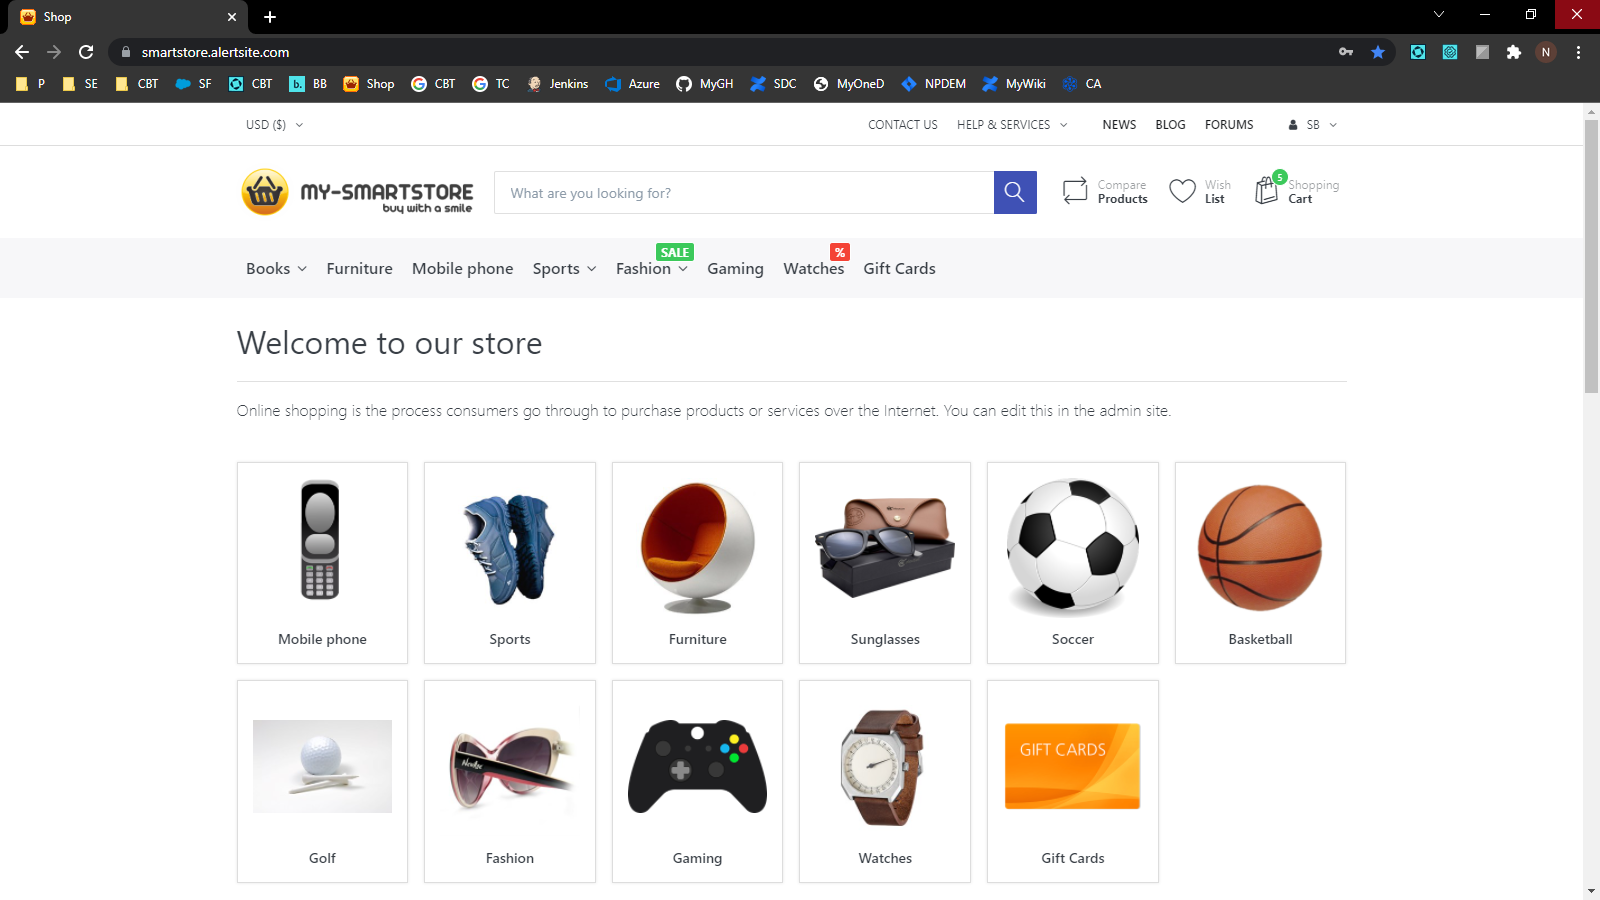 Shop
smartstore.alertsite.com
N
P SE CBT SF CBT b. BB Shop CBT TC Jenkins Azure MyGH SDC MyOneD NPDEM MyWiki CA
USD ($) CONTACT US HELP & SERVICES NEWS BLOG FORUMS SB
MY-SMARTSTORE
buy with a smile
What are you looking for?
Compare
Products
Wish
List
5
Shopping
Cart
SALE %
Books Furniture Mobile phone Sports Fashion Gaming Watches Gift Cards
Welcome to our store
Online shopping is the process consumers go through to purchase products or services over the Internet. You can edit this in the admin site.
Mobile phone Sports Furniture Sunglasses Soccer Basketball
GIFT CARDS
Golf Fashion Gaming Watches Gift Cards